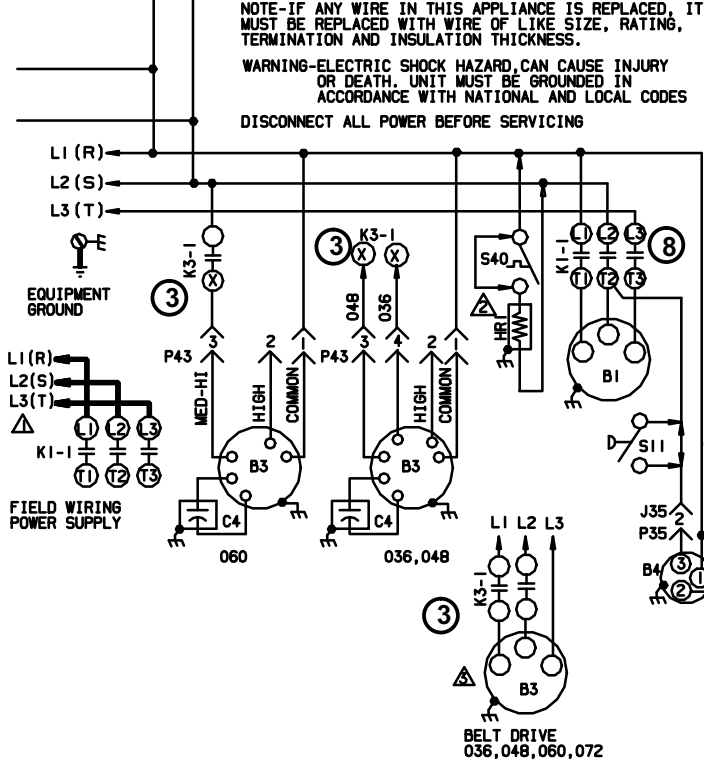 NOTE-IF ANY WIRE IN THIS APPLIANCE IS REPLACED, IT
MUST BE REPLACED WITH WIRE OF LIKE SIZE, RATING,
TERMINATION AND INSULATION THICKNESS.
WARNING-ELECTRIC SHOCK HAZARD,CAN CAUSE INJURY
OR DEATH. UNIT MUST BE GROUNDED IN
ACCORDANCE WITH NATIONAL AND LOCAL CODES
DISCONNECT ALL POWER BEFORE SERVICING
L1(R)
L2(S)
L3(T)
EQUIPMENT
GROUND
K3-1
X
3
3
K3-1
X X
048
036
S40
2
HR1
L1 L2 L3
K1-1
T1 T2 T3
8
B1
P43
3 2 1
MED-HI
HIGH
COMMON
B3
C4
060
P43
3 4 2 1
HIGH
COMMON
B3
C4
036,048
L1(R)
L2(S)
L3(T)
1
L1 L2 L3
K1-1
T1 T2 T3
FIELD WIRING
POWER SUPPLY
S11
J35
2
P35
B4
3
1
2
L1 L2 L3
K3-1
3
3
B3
BELT DRIVE
036,048,060,072